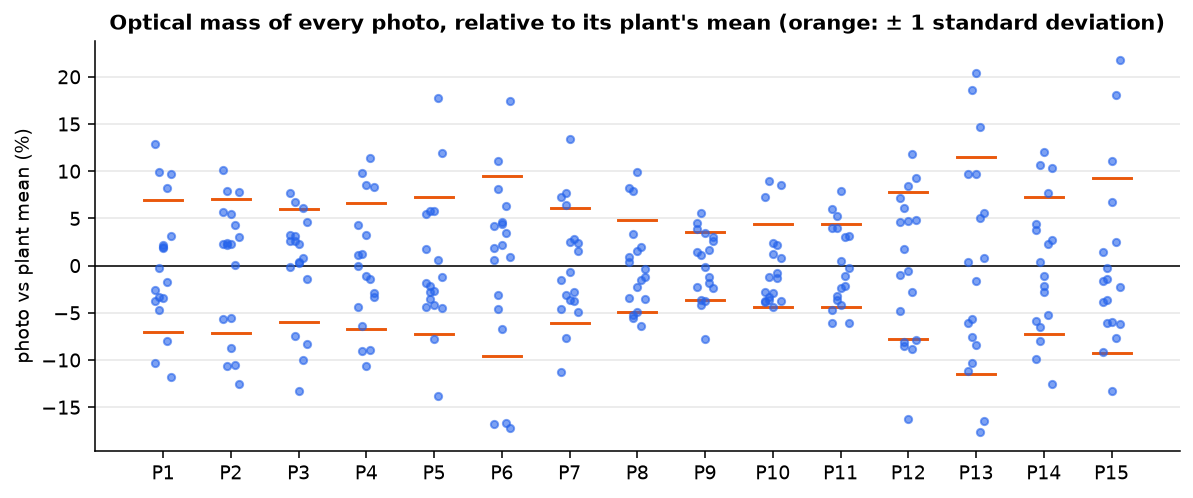 Optical mass of every photo, relative to its plant's mean (orange: ± 1 standard deviation)
photo vs plant mean (%)
20
15
10
5
0
−5
−10
−15
P1 P2 P3 P4 P5 P6 P7 P8 P9 P10 P11 P12 P13 P14 P15